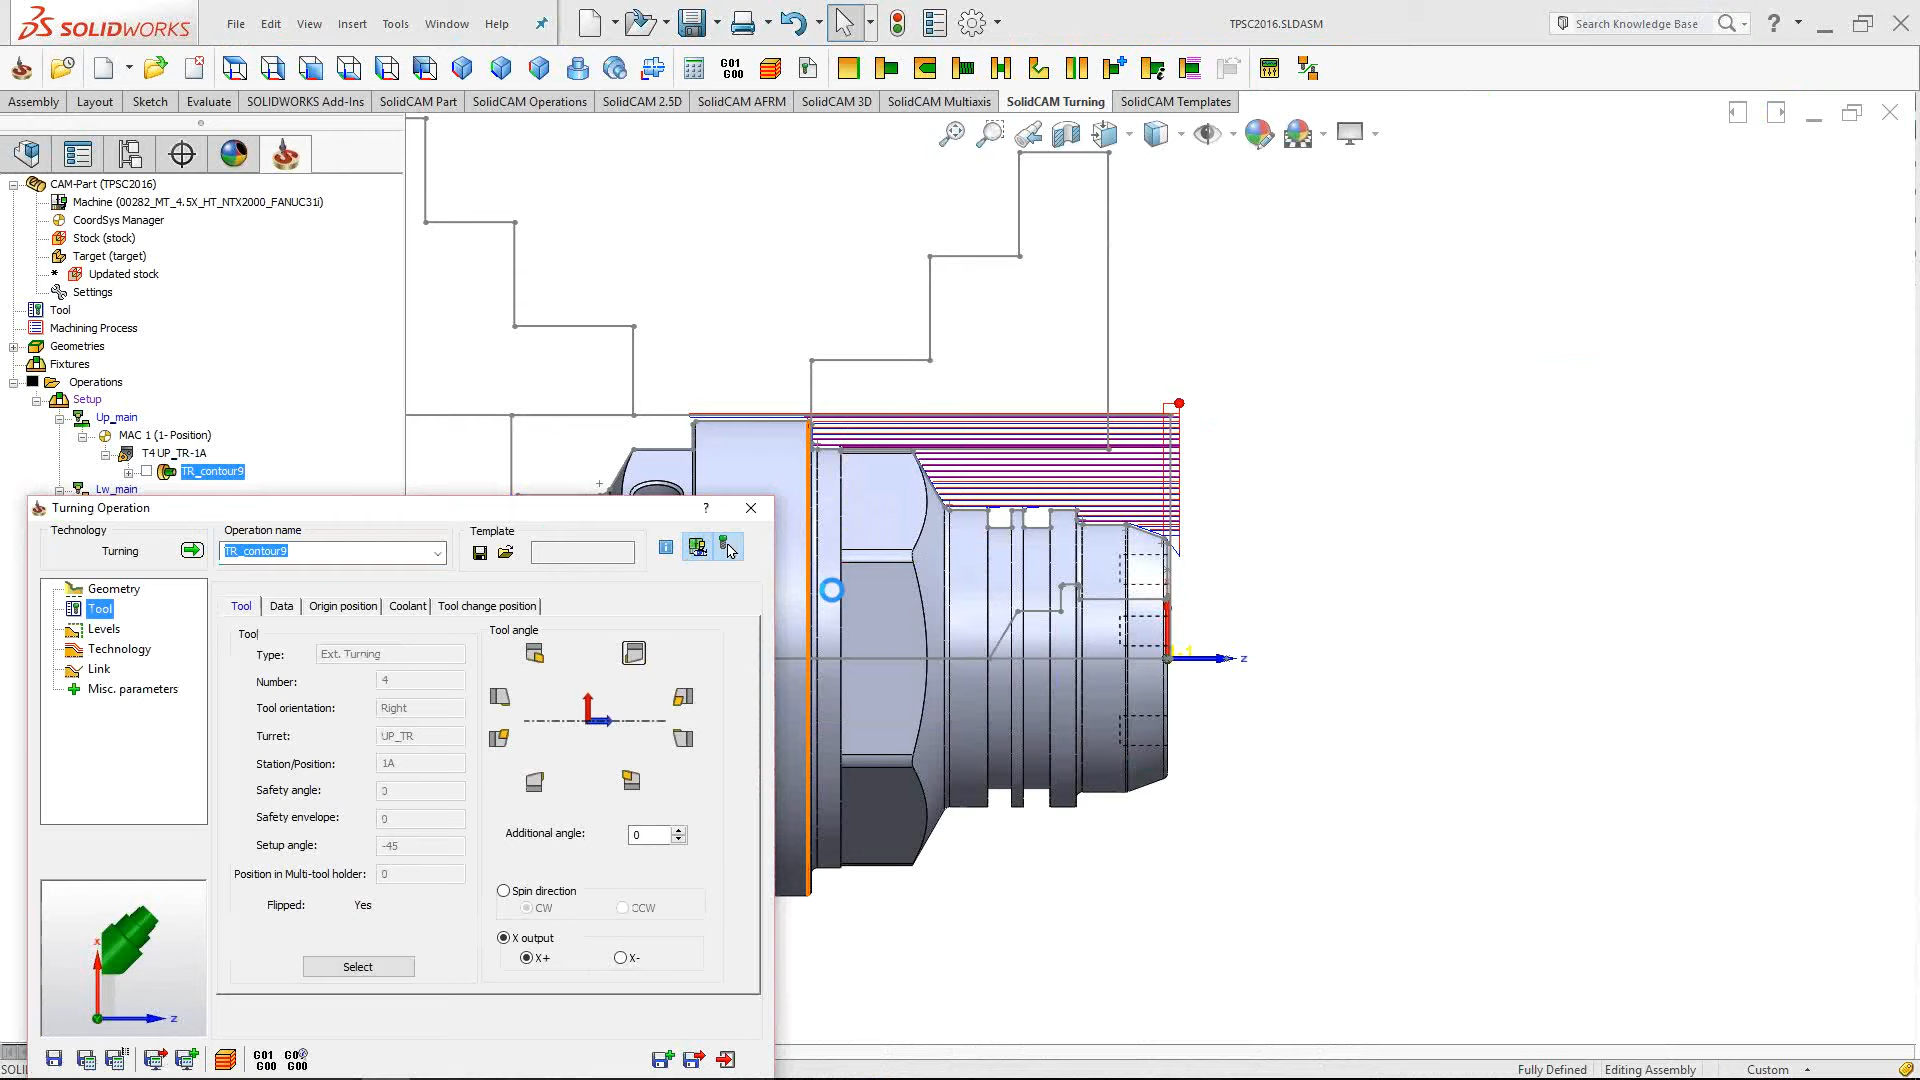 SOLIDWORKS
File Edit View Insert Tools Window Help
TPSC2016.SLDASM
Search Knowledge Base
G01
G00
Assembly Layout Sketch Evaluate SOLIDWORKS Add-Ins SolidCAM Part SolidCAM Operations SolidCAM 2.5D SolidCAM AFRM SolidCAM 3D SolidCAM Multiaxis SolidCAM Turning SolidCAM Templates
CAM-Part (TPSC2016)
Machine (00282_MT_4.5X_HT_NTX2000_FANUC31i)
CoordSys Manager
Stock (stock)
Target (target)
* Updated stock
Settings
Tool
Machining Process
Geometries
Fixtures
Operations
Setup
Up_main
MAC 1 (1- Position)
T4 UP_TR-1A
TR_contour9
Lw_main
Turning Operation
?
Technology
Turning
Operation name
TR_contour9
Template
Geometry
Tool
Levels
Technology
Link
Misc. parameters
Tool Data Origin position Coolant Tool change position
Tool
Type: Ext. Turning
Number: 4
Tool orientation: Right
Turret: UP_TR
Station/Position: 1A
Safety angle: 0
Safety envelope: 0
Setup angle: -45
Position in Multi-tool holder: 0
Flipped: Yes
Select
Tool angle
Additional angle: 0
Spin direction
CW CCW
X output
X+ X-
x
z
G01
G00
G0
G00
z
Fully Defined Editing Assembly Custom